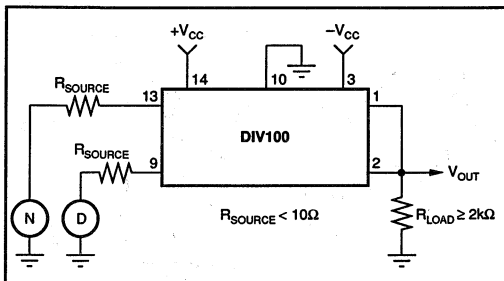 +VCC
−VCC
RSOURCE
14
10
3
13
1
DIV100
RSOURCE
9
2
VOUT
N
D
RSOURCE < 10Ω
RLOAD ≥ 2kΩ